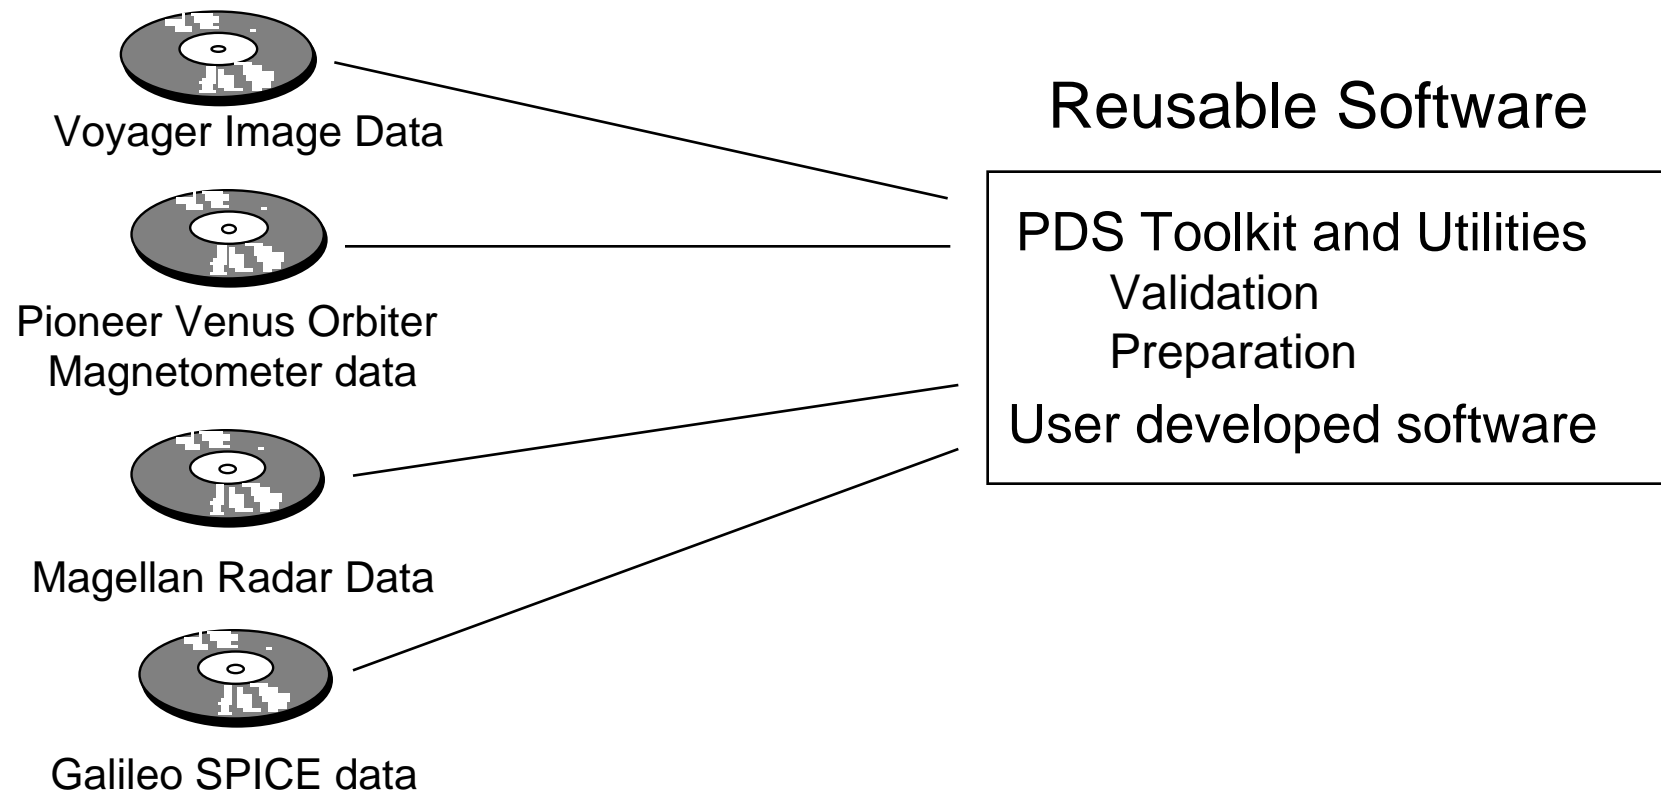 Voyager Image Data
Pioneer Venus Orbiter
Magnetometer data
Magellan Radar Data
Galileo SPICE data
Reusable Software
PDS Toolkit and Utilities
Validation
Preparation
User developed software